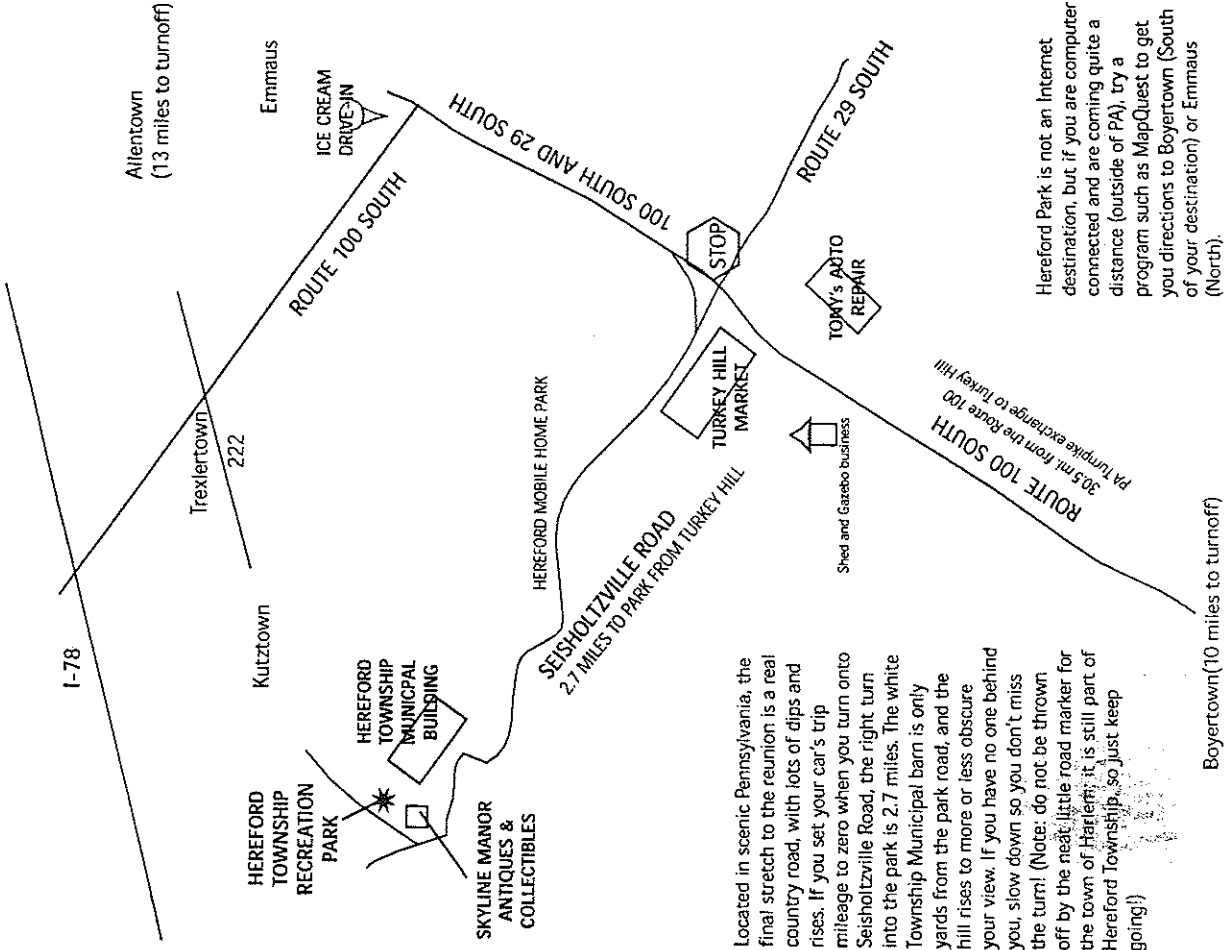 I-78
Allentown
(13 miles to turnoff)
Emmaus
ICE CREAM
DRIVE-IN
Trexlertown
222
ROUTE 100 SOUTH
Kutztown
100 SOUTH AND 29 SOUTH
HEREFORD
TOWNSHIP
RECREATION
PARK
HEREFORD
TOWNSHIP
MUNICPAL
BUILDING
SKYLINE MANOR
ANTIQUES &
COLLECTIBLES
HEREFORD MOBILE HOME PARK
SEISHOLTZVILLE ROAD
2.7 MILES TO PARK FROM TURKEY HILL
STOP
ROUTE 29 SOUTH
TURKEY HILL
MARKET
TONY's AUTO
REPAIR
Shed and Gazebo business
ROUTE 100 SOUTH
30.5 mi. from the Route 100
PA Turnpike exchange to Turkey Hill
Located in scenic Pennsylvania, the
final stretch to the reunion is a real
country road, with lots of dips and
rises. If you set your car's trip
mileage to zero when you turn onto
Seisholtzville Road, the right turn
into the park is 2.7 miles. The white
Township Municipal barn is only
yards from the park road, and the
hill rises to more or less obscure
your view. If you have no one behind
you, slow down so you don't miss
the turn! (Note: do not be thrown
off by the neat little road marker for
the town of Harlem; it is still part of
Hereford Township, so just keep
going!)
Boyertown(10 miles to turnoff)
Hereford Park is not an Internet
destination, but if you are computer
connected and are coming quite a
distance (outside of PA), try a
program such as MapQuest to get
you directions to Boyertown (South
of your destination) or Emmaus
(North).